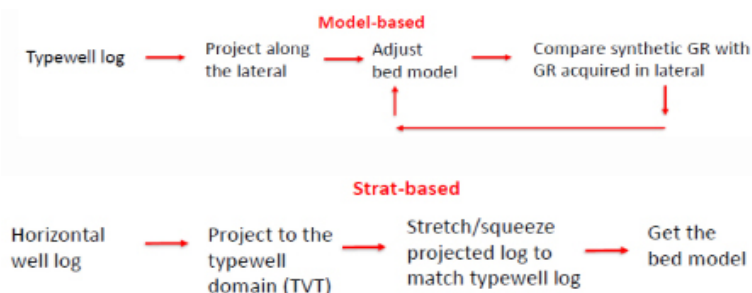 Model-based
Typewell log
Project along
the lateral
Adjust
bed model
Compare synthetic GR with
GR acquired in lateral
Strat-based
Horizontal
well log
Project to the
typewell
domain (TVT)
Stretch/squeeze
projected log to
match typewell log
Get the
bed model